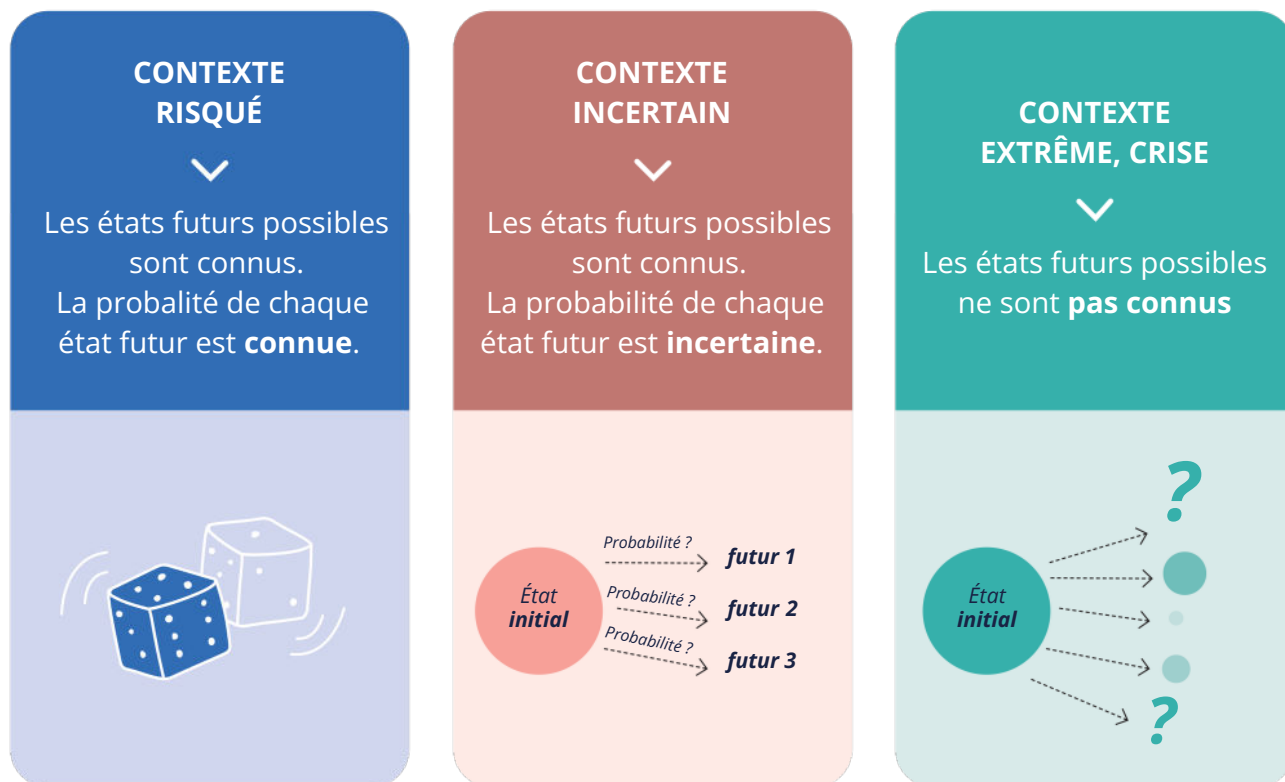 CONTEXTE
RISQUÉ
Les états futurs possibles
sont connus.
La probalité de chaque
état futur est connue.
CONTEXTE
INCERTAIN
Les états futurs possibles
sont connus.
La probabilité de chaque
état futur est incertaine.
Probabilité ?
futur 1
État
initial
Probabilité ?
futur 2
Probabilité ?
futur 3
CONTEXTE
EXTRÊME, CRISE
Les états futurs possibles
ne sont pas connus
?
État
initial
?